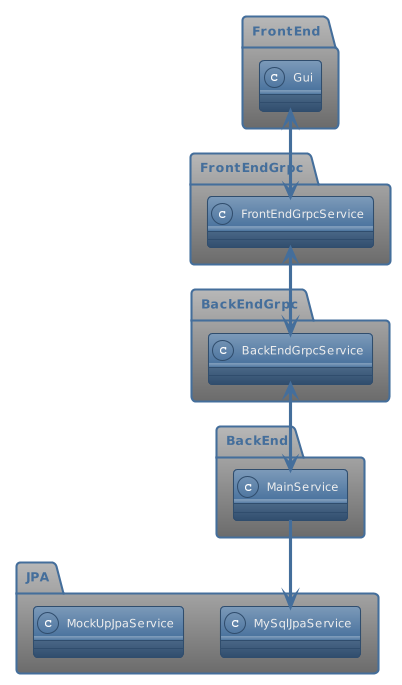 FrontEnd
C Gui
FrontEndGrpc
C FrontEndGrpcService
BackEndGrpc
C BackEndGrpcService
BackEnd
C MainService
JPA
C MockUpJpaService C MySqlJpaService